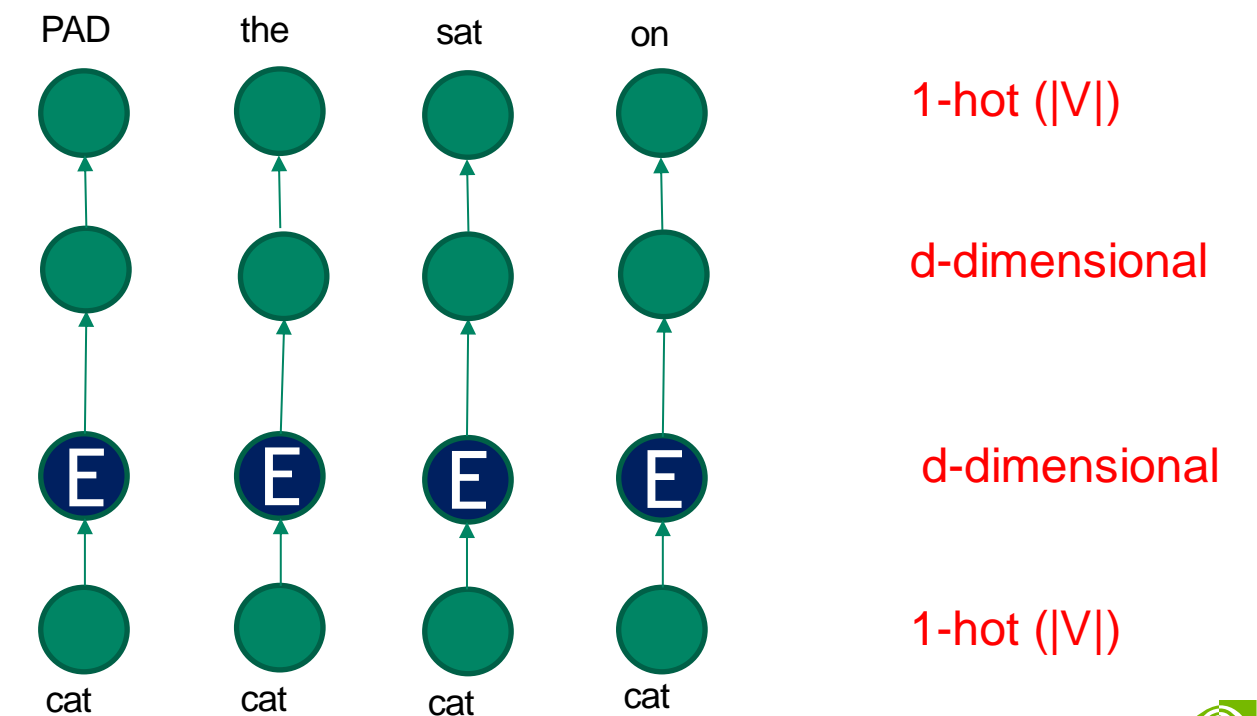 PAD the sat on
1-hot (|V|)
d-dimensional
E E E E
d-dimensional
1-hot (|V|)
cat cat cat cat